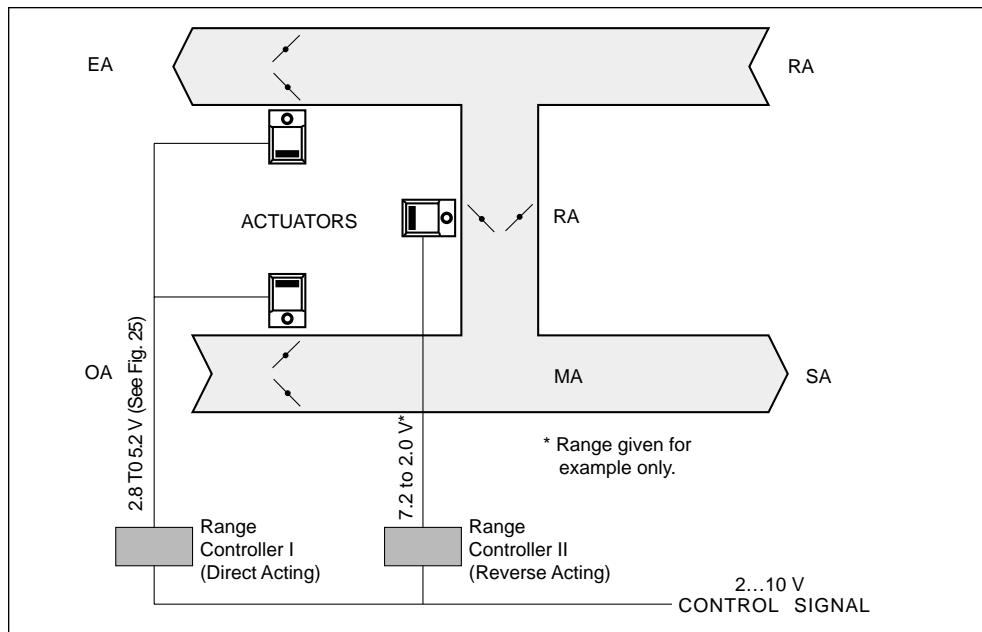 EA
RA
ACTUATORS
RA
2.8 T0 5.2 V (See Fig. 25)
OA
MA
SA
7.2 to 2.0 V*
* Range given for
example only.
Range
Controller I
(Direct Acting)
Range
Controller II
(Reverse Acting)
2...10 V
CONTROL SIGNAL